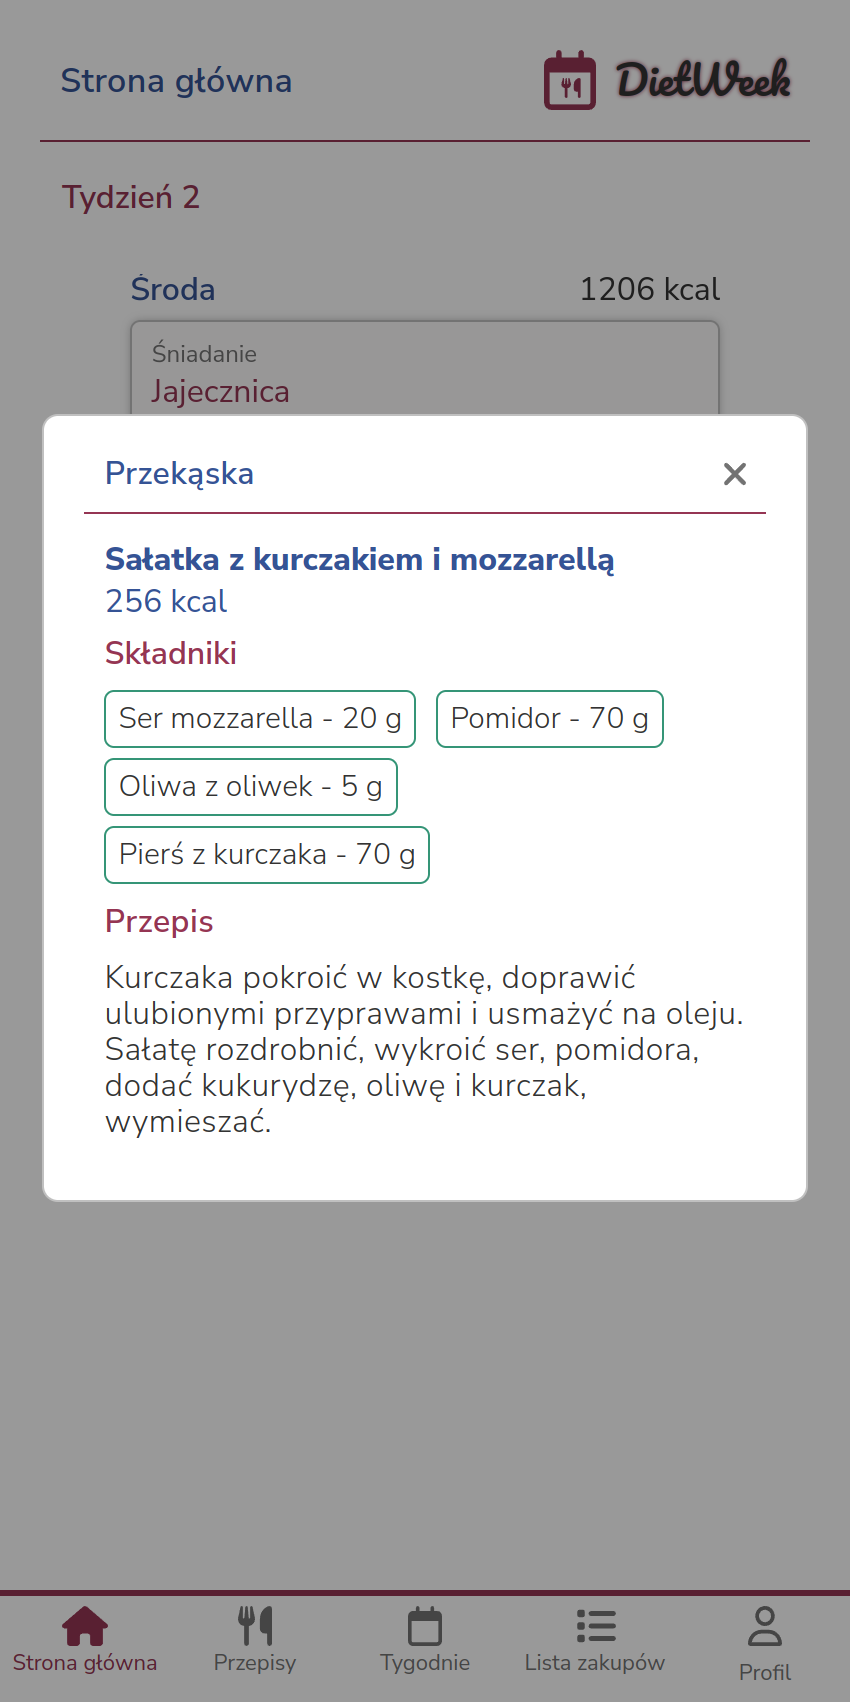 Strona główna
DietWeek
Tydzień 2
Środa
1206 kcal
Śniadanie
Jajecznica
Przekąska
Sałatka z kurczakiem i mozzarellą
256 kcal
Składniki
Ser mozzarella - 20 g
Pomidor - 70 g
Oliwa z oliwek - 5 g
Pierś z kurczaka - 70 g
Przepis
Kurczaka pokroić w kostkę, doprawić
ulubionymi przyprawami i usmażyć na oleju.
Sałatę rozdrobnić, wykroić ser, pomidora,
dodać kukurydzę, oliwę i kurczak,
wymieszać.
Strona główna
Przepisy
Tygodnie
Lista zakupów
Profil